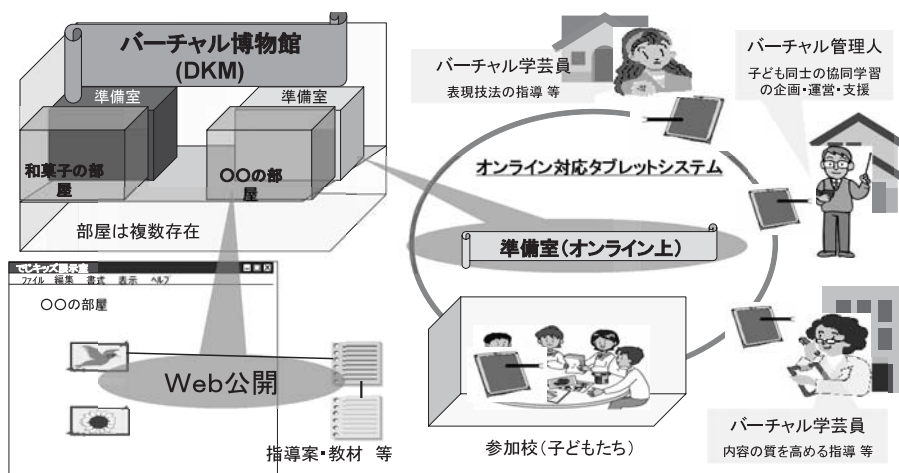 バーチャル博物館
(DKM)
準備室
準備室
和菓子の部
屋
〇〇の部
屋
部屋は複数存在
バーチャル学芸員
表現技法の指導 等
バーチャル管理人
子ども同士の協同学習
の企画・運営・支援
オンライン対応タブレットシステム
準備室(オンライン上)
でじキッズ展示室
ファイル 編集 書式 表示 ヘルプ
〇〇の部屋
Web公開
指導案・教材 等
参加校(子どもたち)
バーチャル学芸員
内容の質を高める指導 等